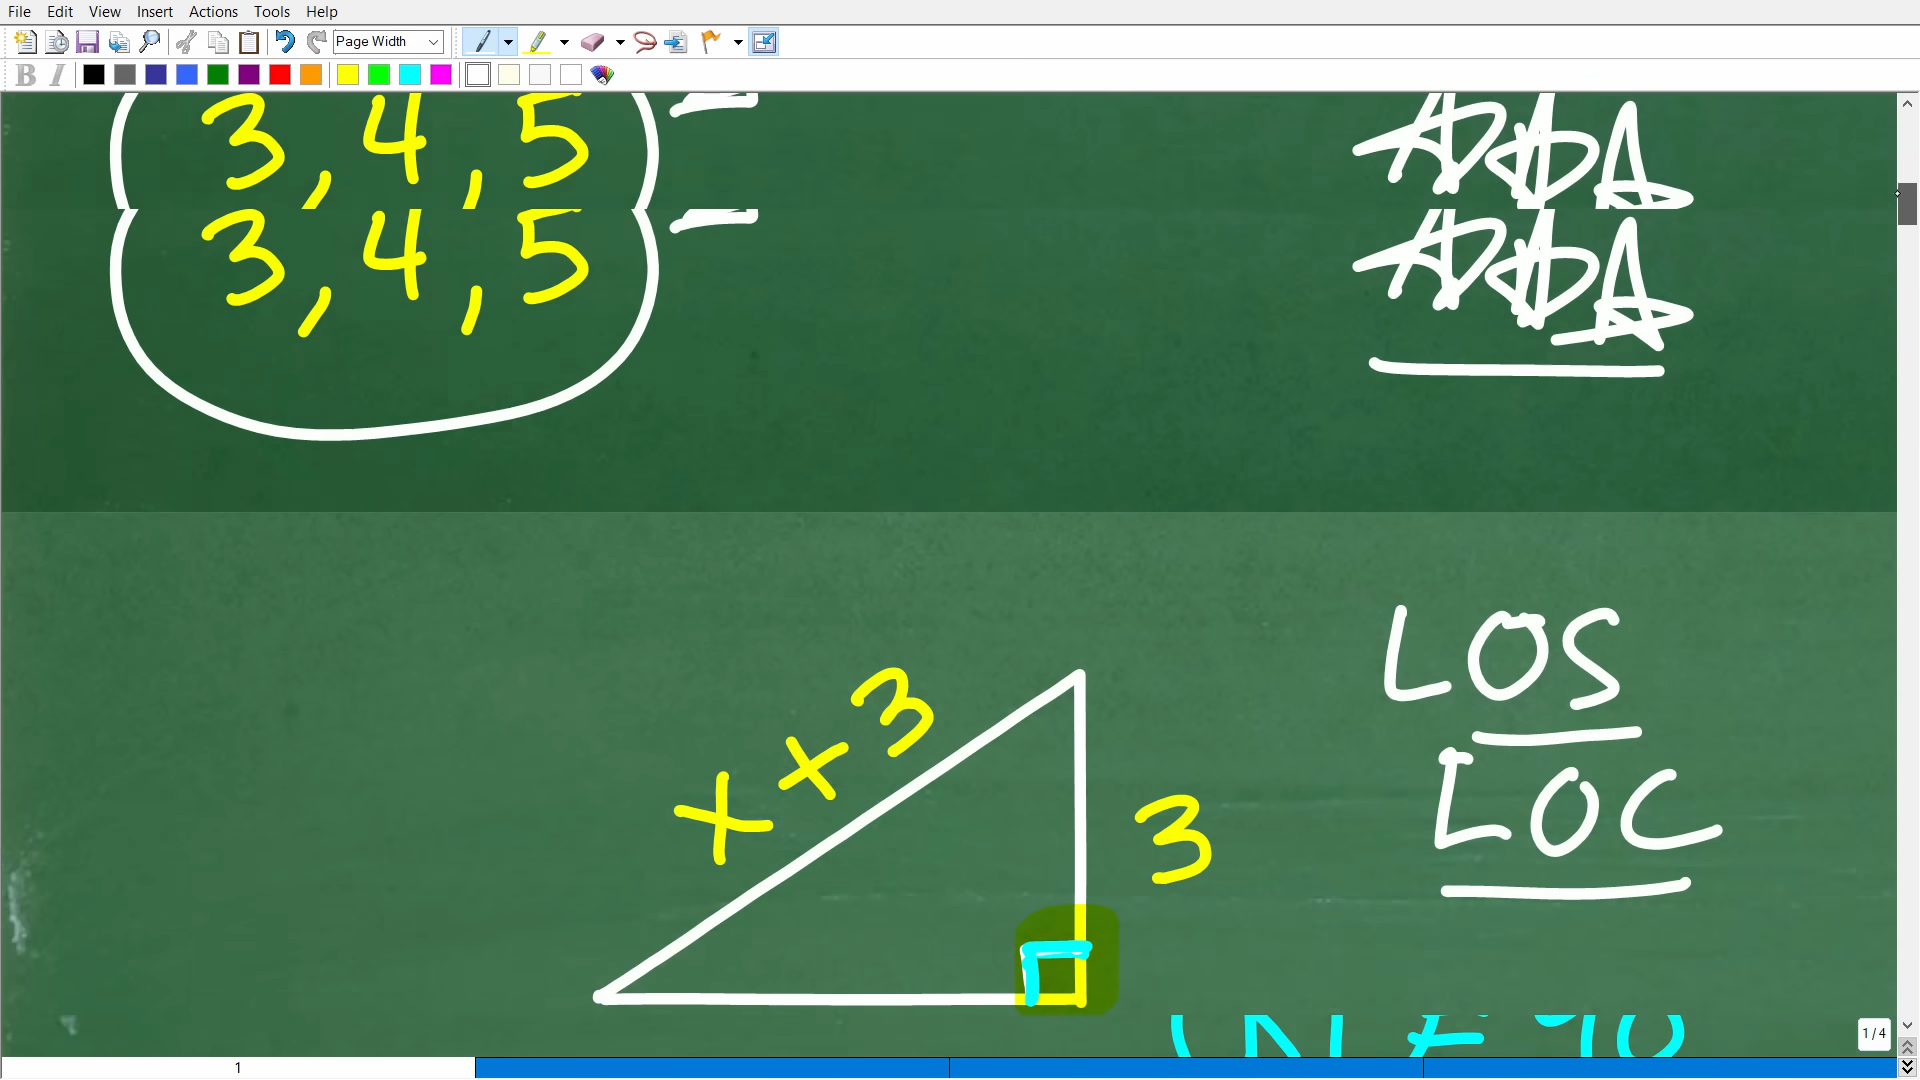 File Edit View Insert Actions Tools Help
Page Width
B I
3, 4, 5
3, 4, 5
LOS
x + 3
LOC
3
1 / 4
1